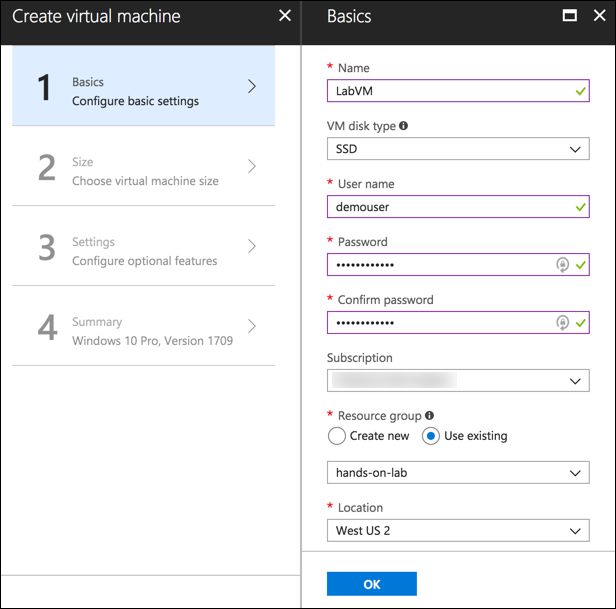 Create virtual machine
1
Basics
Configure basic settings
2
Size
Choose virtual machine size
3
Settings
Configure optional features
4
Summary
Windows 10 Pro, Version 1709
Basics
* Name
LabVM
VM disk type
SSD
* User name
demouser
* Password
••••••••••••
* Confirm password
••••••••••••
Subscription
* Resource group
Create new Use existing
hands-on-lab
* Location
West US 2
OK